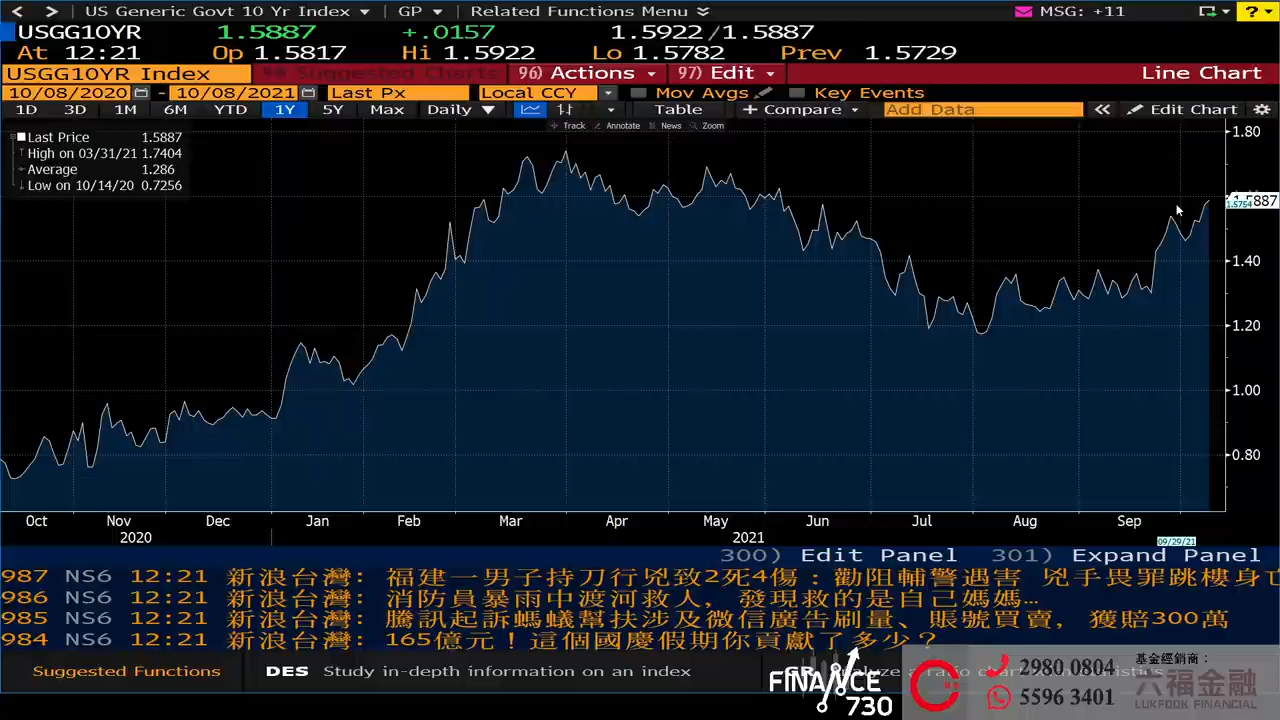 US Generic Govt 10 Yr Index GP Related Functions Menu MSG: +11 ?
USGG10YR 1.5887 +.0157 1.5922/1.5887
At 12:21 Op 1.5817 Hi 1.5922 Lo 1.5782 Prev 1.5729
USGG10YR Index 96) Suggested Charts 96) Actions 97) Edit Line Chart
10/08/2020 - 10/08/2021 Last Px Local CCY Mov Avgs Key Events
1D 3D 1M 6M YTD 1Y 5Y Max Daily Table + Compare Add Data Edit Chart
Track Annotate News Zoom
Last Price 1.5887
High on 03/31/21 1.7404
Average 1.286
Low on 10/14/20 0.7256
1.80
1.5887
1.5754
1.40
1.20
1.00
0.80
Oct Nov Dec Jan Feb Mar Apr May Jun Jul Aug Sep
2020 2021 09/29/21
300) Edit Panel 301) Expand Panel
987 NS6 12:21 新浪台灣: 福建一男子持刀行兇致2死4傷：勸阻輔警遇害 兇手畏罪跳樓身亡
986 NS6 12:21 新浪台灣: 消防員暴雨中渡河救人, 發現救的是自己媽媽…
985 NS6 12:21 新浪台灣: 騰訊起訴螞蟻幫扶涉及微信廣告刷量、賬號買賣, 獲賠300萬
984 NS6 12:21 新浪台灣: 165億元！這個國慶假期你貢獻了多少？
Suggested Functions DES Study in-depth information on an index GR
FINANCE 730
基金經銷商：
2980 0804
5596 3401
六福金融
LUKFOOK FINANCIAL